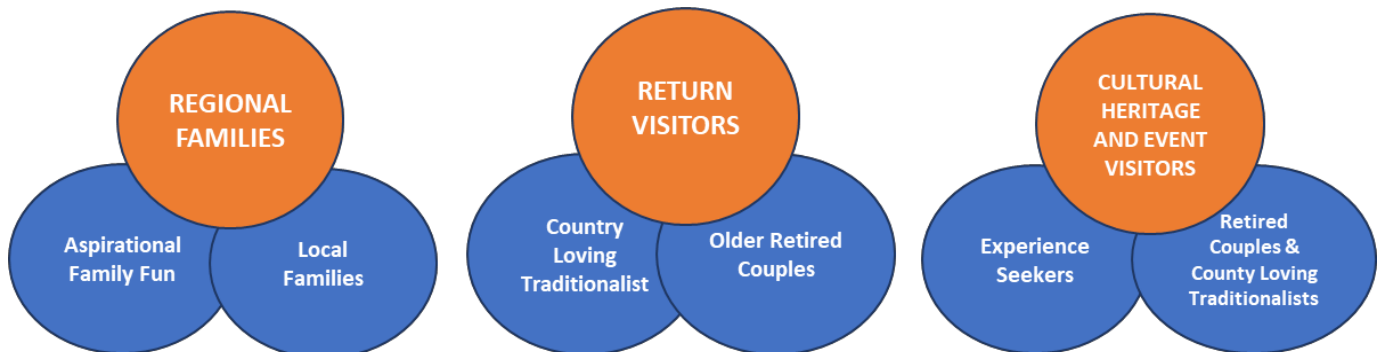 REGIONAL
FAMILIES
Aspirational
Family Fun
Local
Families
RETURN
VISITORS
Country
Loving
Traditionalist
Older Retired
Couples
CULTURAL
HERITAGE
AND EVENT
VISITORS
Experience
Seekers
Retired
Couples &
County Loving
Traditionalists